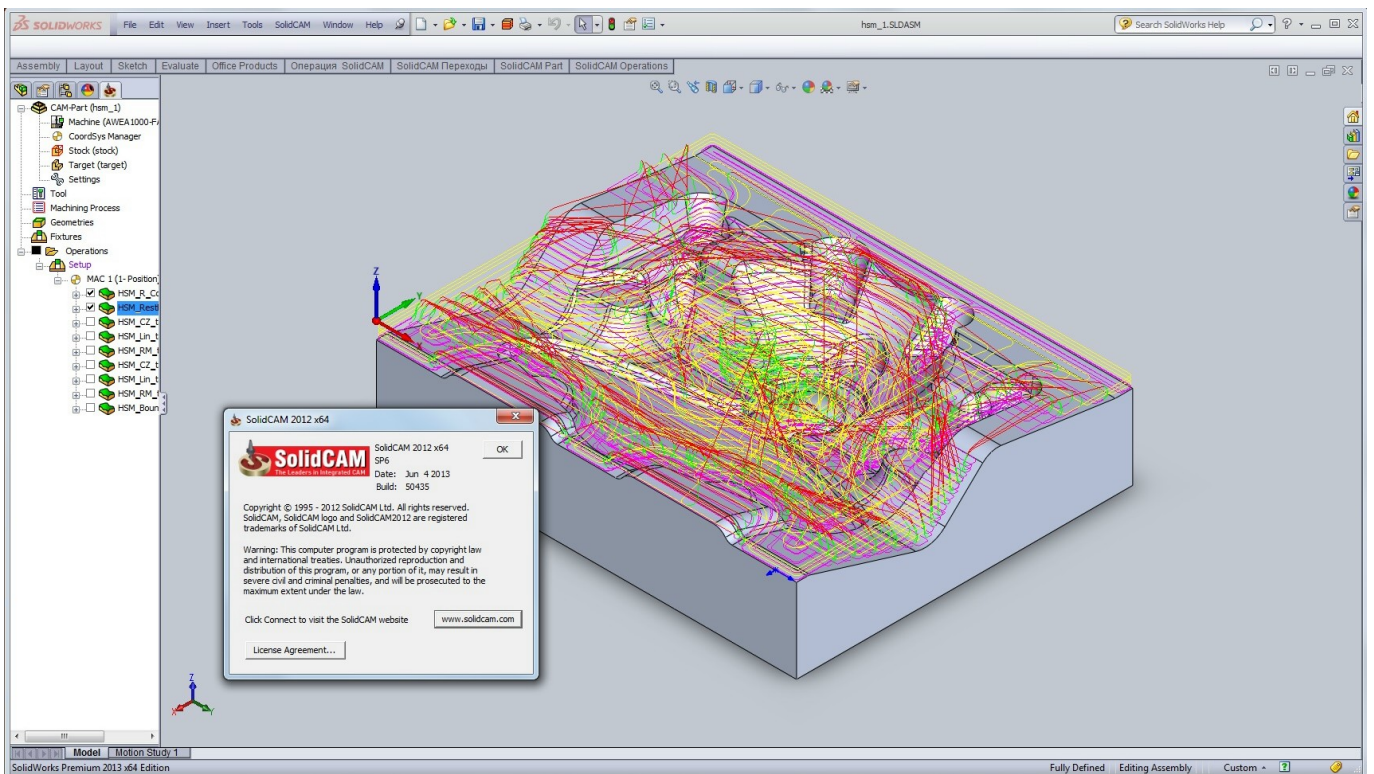 SOLIDWORKS File Edit View Insert Tools SolidCAM Window Help hsm_1.SLDASM Search SolidWorks Help
Assembly Layout Sketch Evaluate Office Products Операция SolidCAM SolidCAM Переходы SolidCAM Part SolidCAM Operations
CAM-Part (hsm_1)
Machine (AWEA1000-FA
CoordSys Manager
Stock (stock)
Target (target)
Settings
Tool
Machining Process
Geometries
Fixtures
Operations
Setup
MAC 1 (1- Position)
HSM_R_Co
HSM_Rest
HSM_CZ_t
HSM_Lin_t
HSM_RM_t
HSM_CZ_t
HSM_Lin_t
HSM_RM_t
HSM_Boun
Z
Y
X
SolidCAM 2012 x64
SolidCAM
The Leaders in Integrated CAM
SolidCAM 2012 x64
SP6
Date: Jun 4 2013
Build: 50435
OK
Copyright © 1995 - 2012 SolidCAM Ltd. All rights reserved.
SolidCAM, SolidCAM logo and SolidCAM2012 are registered
trademarks of SolidCAM Ltd.
Warning: This computer program is protected by copyright law
and international treaties. Unauthorized reproduction and
distribution of this program, or any portion of it, may result in
severe civil and criminal penalties, and will be prosecuted to the
maximum extent under the law.
Click Connect to visit the SolidCAM website www.solidcam.com
License Agreement...
Z
X Y
Model Motion Study 1
SolidWorks Premium 2013 x64 Edition Fully Defined Editing Assembly Custom